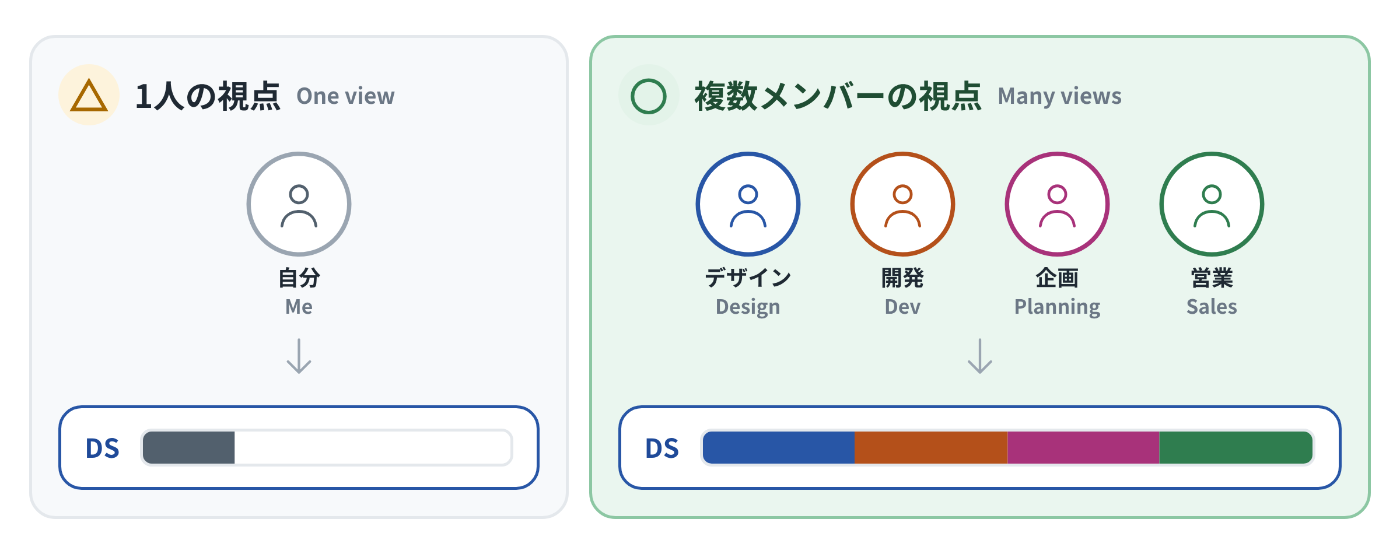 1人の視点 One view
自分
Me
DS
複数メンバーの視点 Many views
デザイン 開発 企画 営業
Design Dev Planning Sales
DS